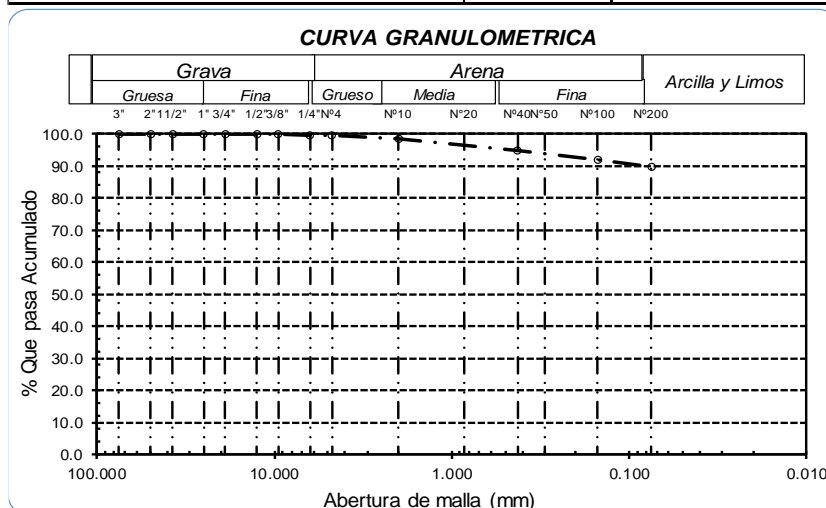 CURVA GRANULOMETRICA
Grava Arena Arcilla y Limos
Gruesa Fina Grueso Media Fina
3" 2" 11/2" 1" 3/4" 1/2" 3/8" 1/4" Nº4 Nº10 Nº20 Nº40 Nº50 Nº100 Nº200
100.0
90.0
80.0
70.0
60.0
50.0
40.0
30.0
20.0
10.0
0.0
% Que pasa Acumulado
100.000 10.000 1.000 0.100 0.010
Abertura de malla (mm)